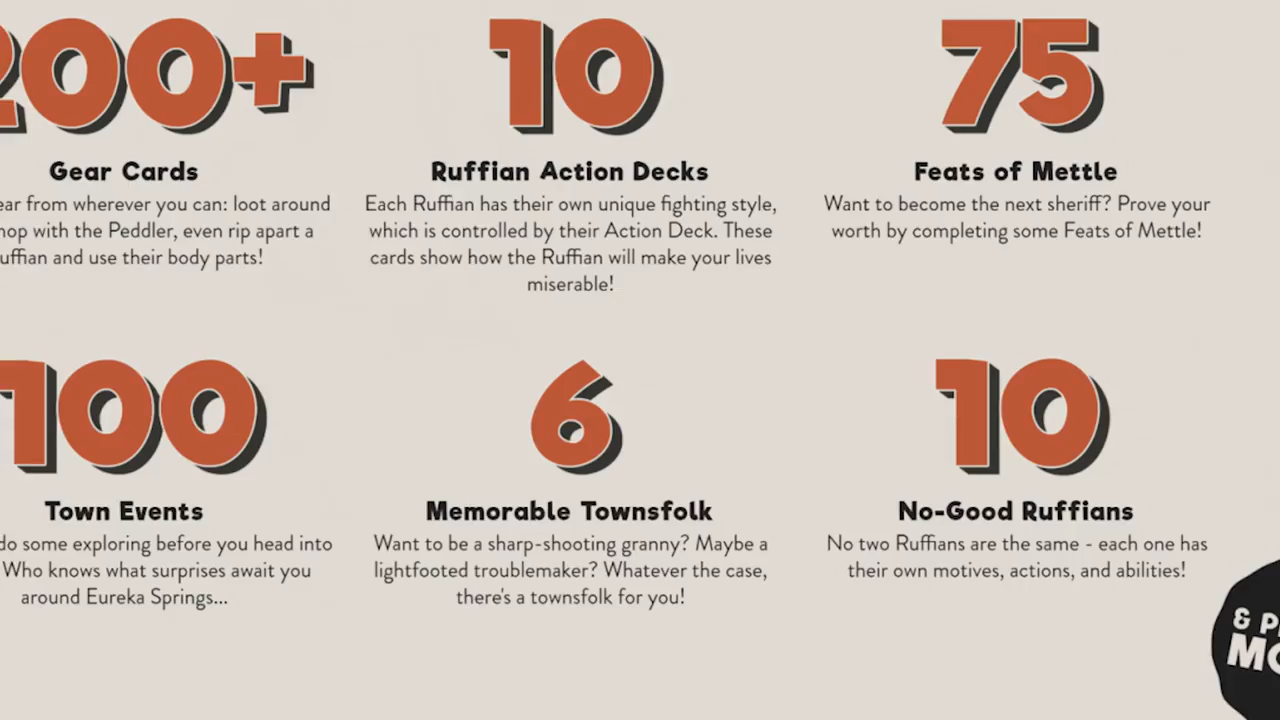 200+
10
75
Gear Cards
Ruffian Action Decks
Feats of Mettle
from wherever you can: loot around
with the Peddler, even rip apart a
and use their body parts!
Each Ruffian has their own unique fighting style,
which is controlled by their Action Deck. These
cards show how the Ruffian will make your lives
miserable!
Want to become the next sheriff? Prove your
worth by completing some Feats of Mettle!
100
6
10
Town Events
Memorable Townsfolk
No-Good Ruffians
do some exploring before you head into
Who knows what surprises await you
around Eureka Springs...
Want to be a sharp-shooting granny? Maybe a
lightfooted troublemaker? Whatever the case,
there's a townsfolk for you!
No two Ruffians are the same - each one has
their own motives, actions, and abilities!
&